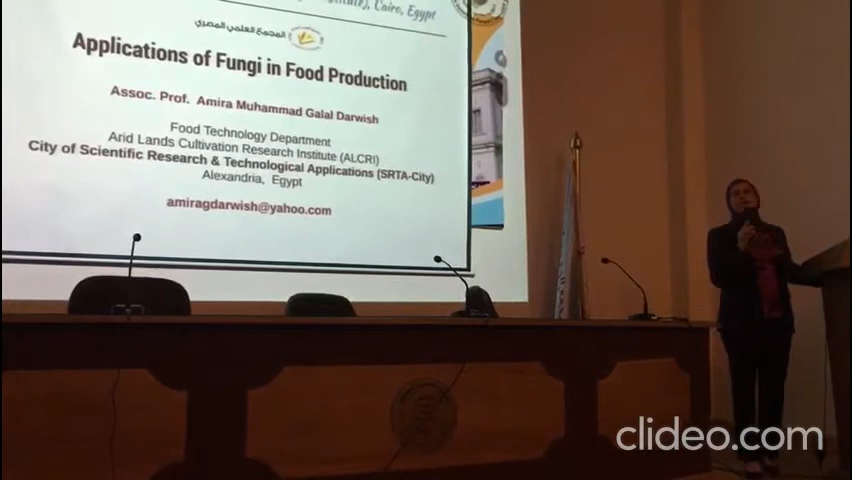 Cairo, Egypt
المجمع العلمي المصري
Applications of Fungi in Food Production
Assoc. Prof. Amira Muhammad Galal Darwish
Food Technology Department
Arid Lands Cultivation Research Institute (ALCRI)
City of Scientific Research & Technological Applications (SRTA-City)
Alexandria, Egypt
amiragdarwish@yahoo.com
clideo.com